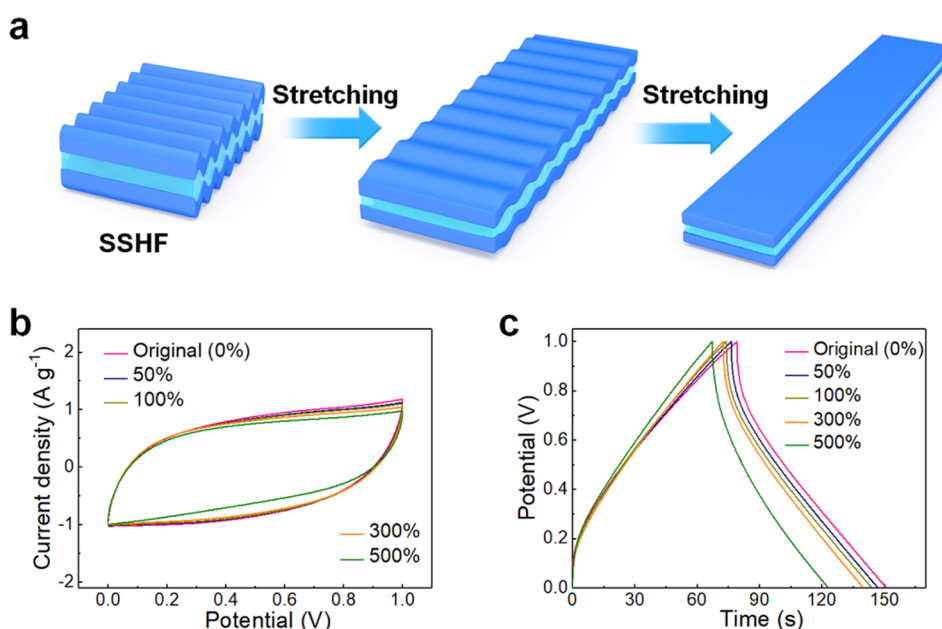 a
Stretching
Stretching
SSHF
b
Current density (A g⁻¹)
2
1
0
-1
-2
Original (0%)
50%
100%
300%
500%
0.0 0.2 0.4 0.6 0.8 1.0
Potential (V)
c
Potential (V)
1.0
0.8
0.6
0.4
0.2
0.0
Original (0%)
50%
100%
300%
500%
0 30 60 90 120 150
Time (s)